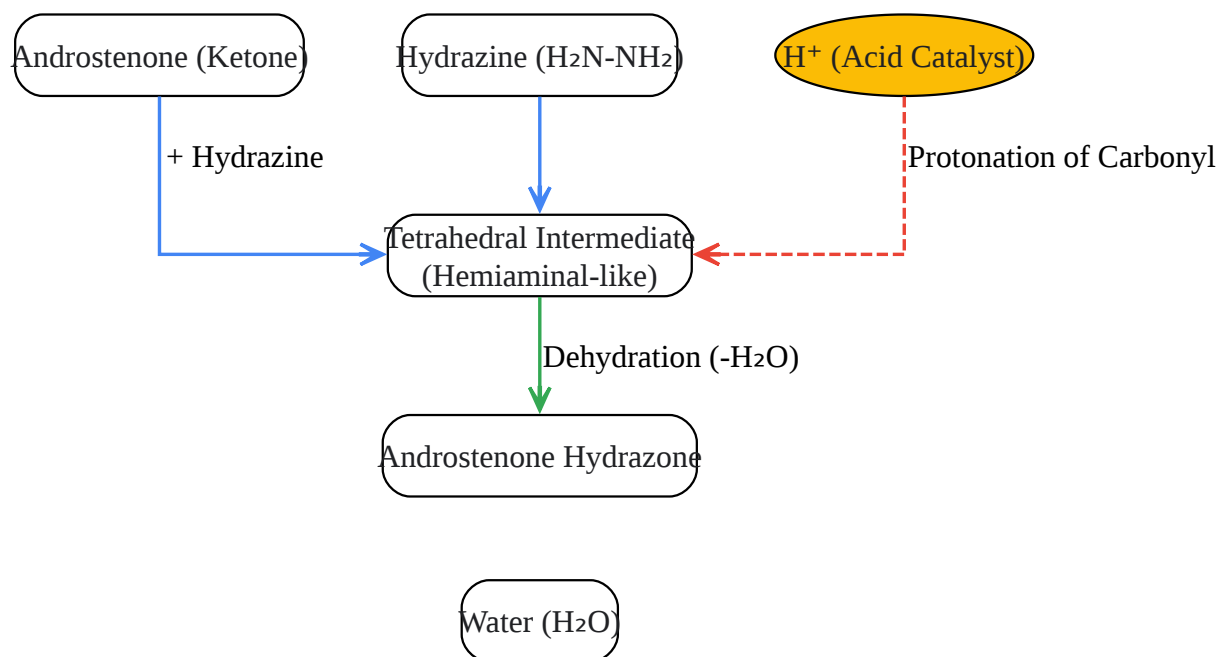 Androstenone (Ketone)
Hydrazine (H₂N-NH₂)
H⁺ (Acid Catalyst)
+ Hydrazine
Protonation of Carbonyl
Tetrahedral Intermediate
(Hemiaminal-like)
Dehydration (-H₂O)
Androstenone Hydrazone
Water (H₂O)